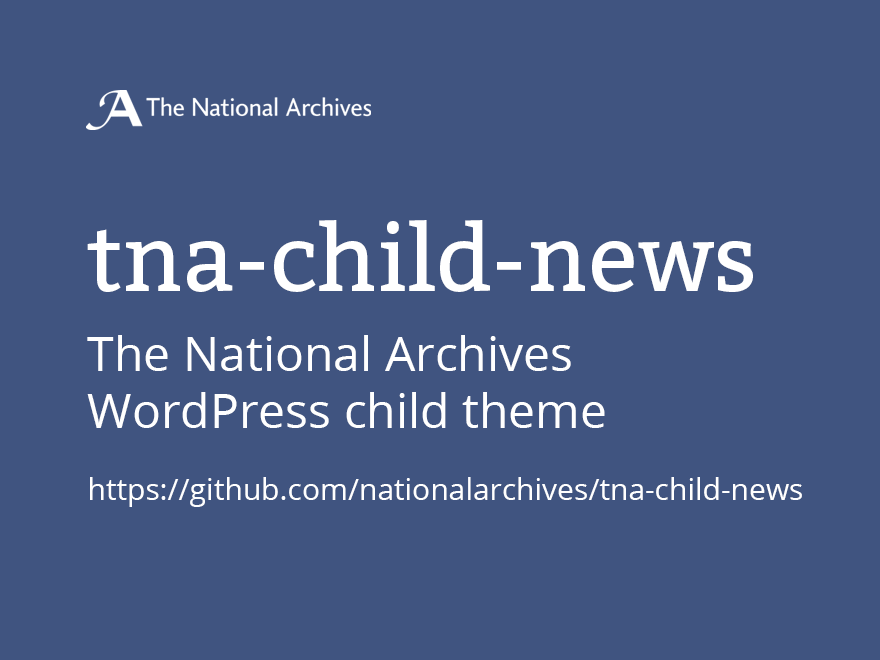 The National Archives
tna-child-news
The National Archives
WordPress child theme
https://github.com/nationalarchives/tna-child-news